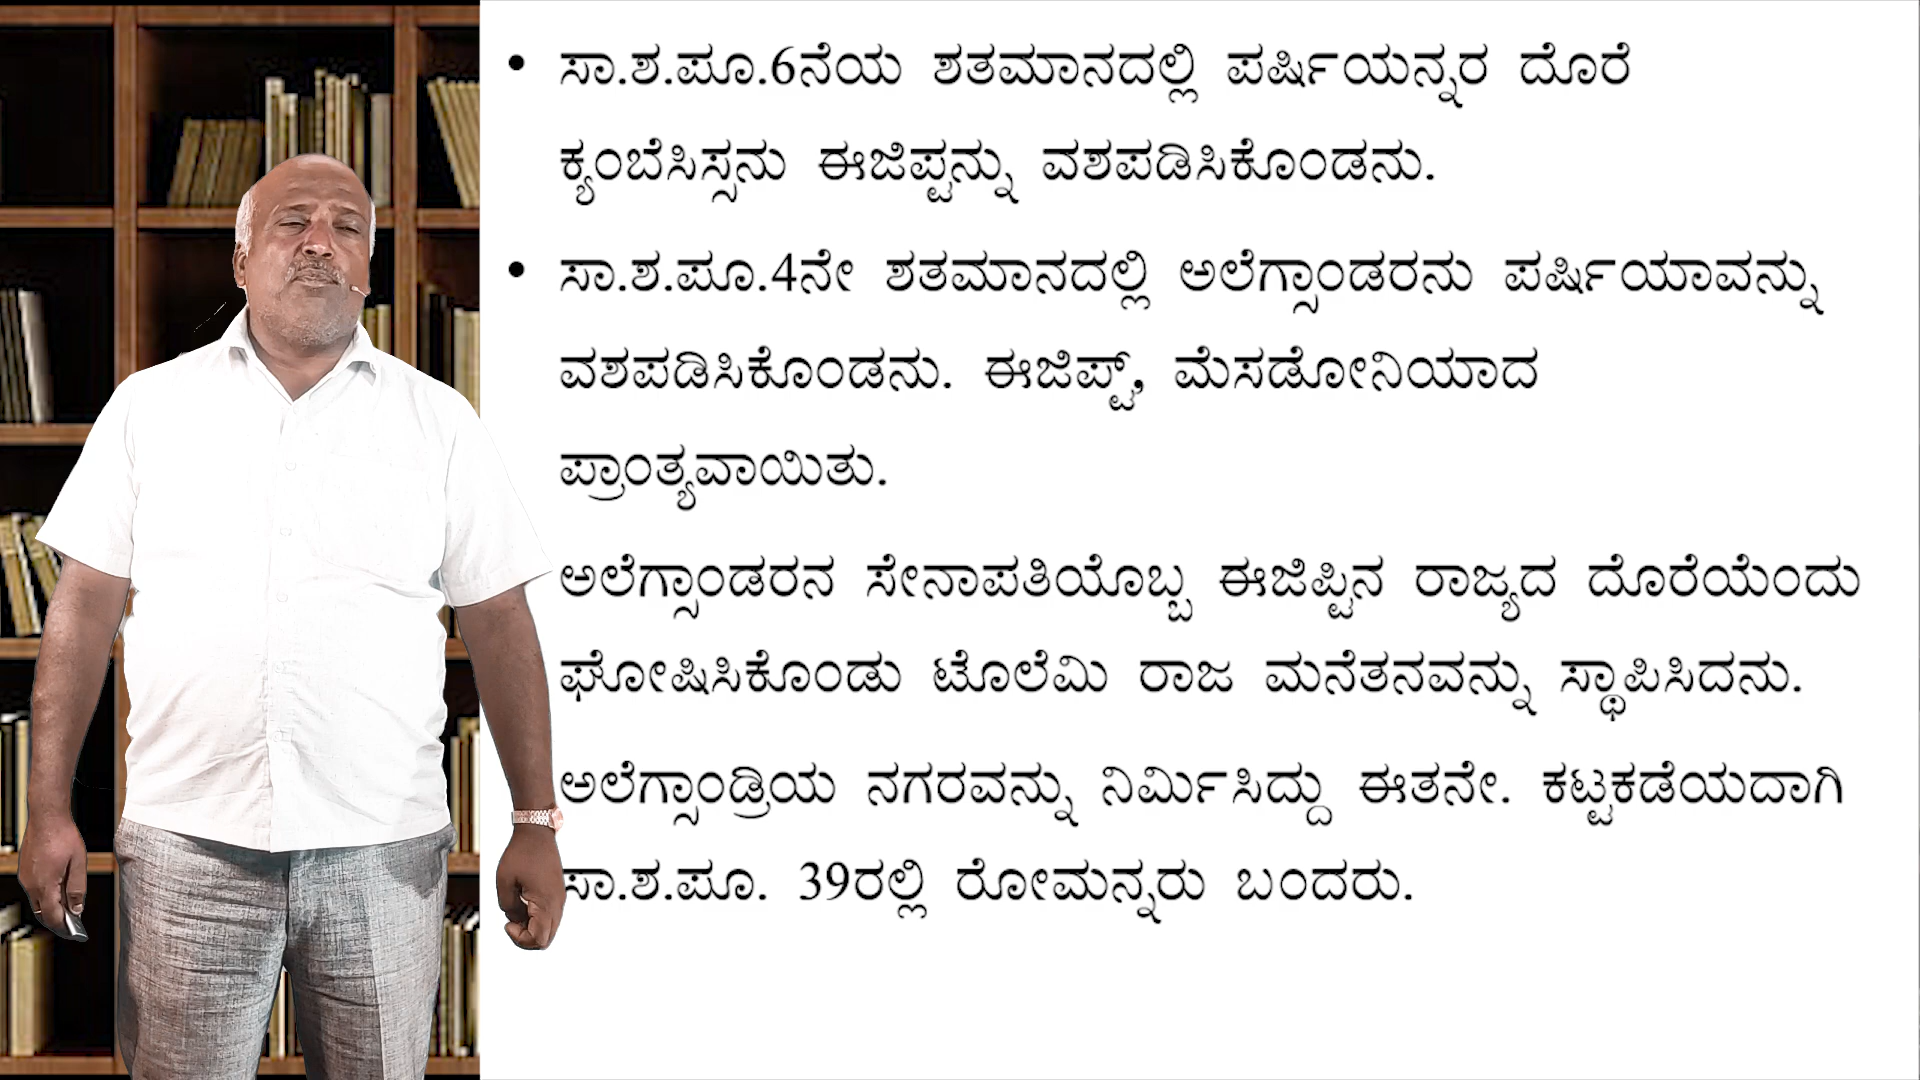 • ಸಾ.ಶ.ಪೂ.6ನೆಯ ಶತಮಾನದಲ್ಲಿ ಪರ್ಷಿಯನ್ನರ ದೊರೆ
ಕ್ಯಂಬೆಸಿಸ್ಸನು ಈಜಿಪ್ಟನ್ನು ವಶಪಡಿಸಿಕೊಂಡನು.
• ಸಾ.ಶ.ಪೂ.4ನೇ ಶತಮಾನದಲ್ಲಿ ಅಲೆಗ್ಸಾಂಡರನು ಪರ್ಷಿಯಾವನ್ನು
ವಶಪಡಿಸಿಕೊಂಡನು. ಈಜಿಪ್ಟ್, ಮೆಸಡೋನಿಯಾದ
ಪ್ರಾಂತ್ಯವಾಯಿತು.
ಅಲೆಗ್ಸಾಂಡರನ ಸೇನಾಪತಿಯೊಬ್ಬ ಈಜಿಪ್ಟಿನ ರಾಜ್ಯದ ದೊರೆಯೆಂದು
ಘೋಷಿಸಿಕೊಂಡು ಟೊಲೆಮಿ ರಾಜ ಮನೆತನವನ್ನು ಸ್ಥಾಪಿಸಿದನು.
ಅಲೆಗ್ಸಾಂಡ್ರಿಯ ನಗರವನ್ನು ನಿರ್ಮಿಸಿದ್ದು ಈತನೇ. ಕಟ್ಟಕಡೆಯದಾಗಿ
ಸಾ.ಶ.ಪೂ. 39ರಲ್ಲಿ ರೋಮನ್ನರು ಬಂದರು.